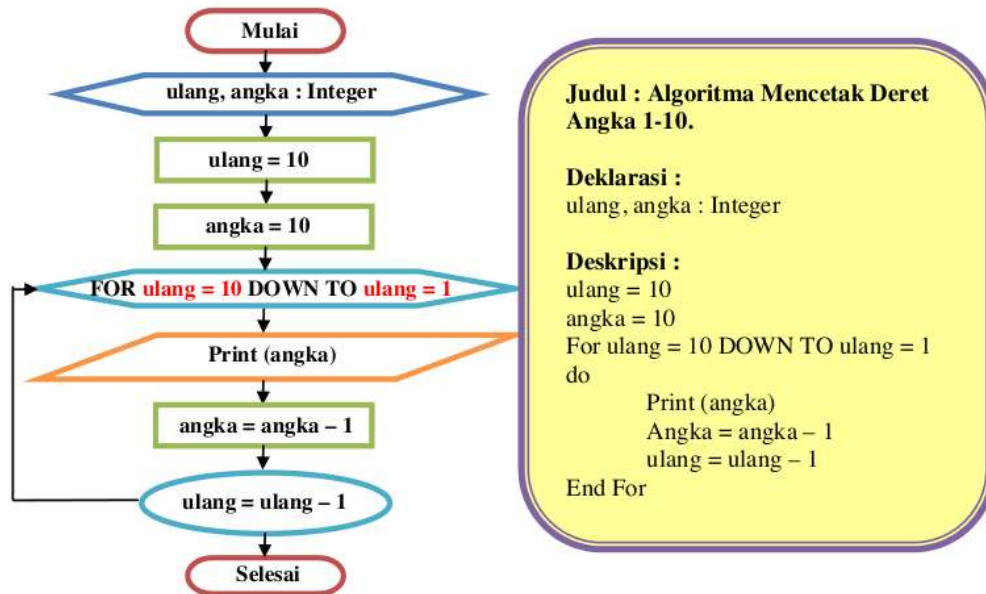 Mulai
ulang, angka : Integer
ulang = 10
angka = 10
FOR ulang = 10 DOWN TO ulang = 1
Print (angka)
angka = angka – 1
ulang = ulang – 1
Selesai
Judul : Algoritma Mencetak Deret
Angka 1-10.
Deklarasi :
ulang, angka : Integer
Deskripsi :
ulang = 10
angka = 10
For ulang = 10 DOWN TO ulang = 1
do
Print (angka)
Angka = angka – 1
ulang = ulang – 1
End For